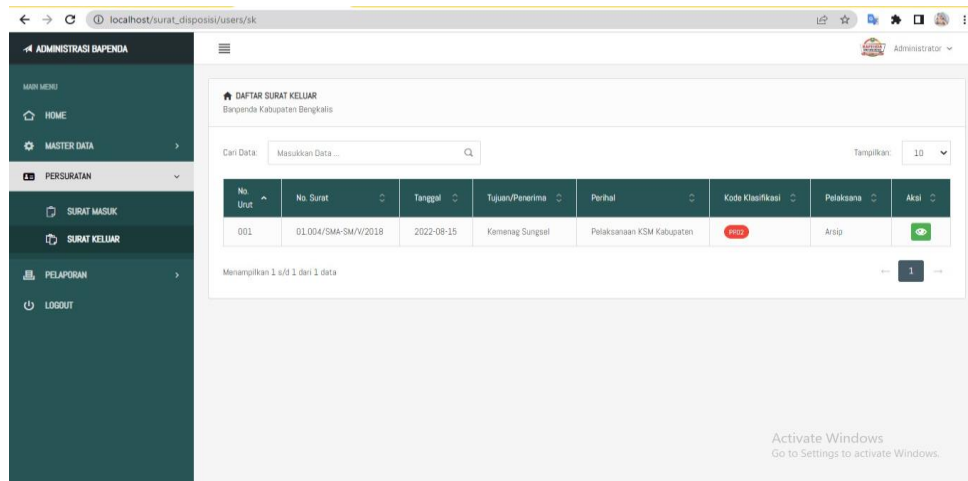 localhost/surat_disposisi/users/sk
ADMINISTRASI BAPENDA
Administrator
MAIN MENU
HOME
MASTER DATA
PERSURATAN
SURAT MASUK
SURAT KELUAR
PELAPORAN
LOGOUT
DAFTAR SURAT KELUAR
Banpenda Kabupaten Bengkalis
Cari Data: Masukkan Data ... Tampilkan: 10
No. Urut No. Surat Tanggal Tujuan/Penerima Perihal Kode Klasifikasi Pelaksana Aksi
001 01.004/SMA-SM/V/2018 2022-08-15 Kemenag Sungsel Pelaksanaan KSM Kabupaten PR02 Arsip
Menampilkan 1 s/d 1 dari 1 data 1
Activate Windows
Go to Settings to activate Windows.